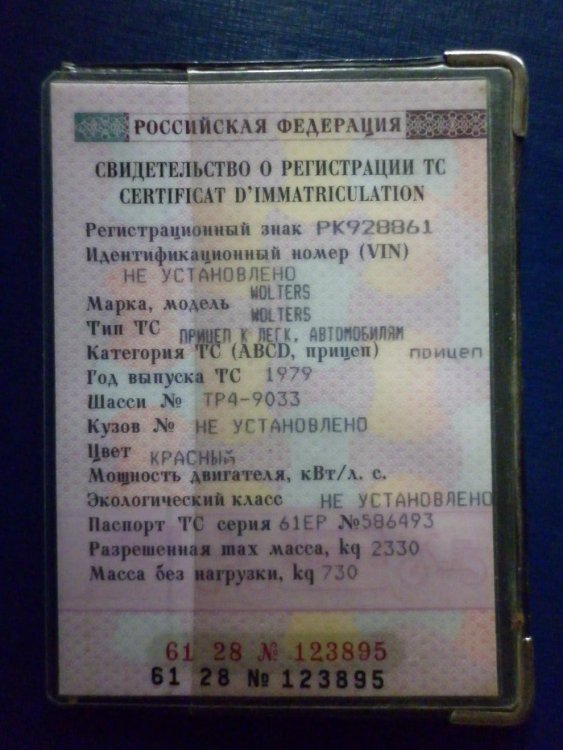 РОССИЙСКАЯ ФЕДЕРАЦИЯ
СВИДЕТЕЛЬСТВО О РЕГИСТРАЦИИ ТС
CERTIFICAT D'IMMATRICULATION
Регистрационный знак РК928861
Идентификационный номер (VIN)
НЕ УСТАНОВЛЕНО
WOLTERS
Марка, модель WOLTERS
Тип ТС ПРИЦЕП К ЛЕГК. АВТОМОБИЛЯМ
Категория ТС (ABCD, прицеп) прицеп
Год выпуска ТС 1979
Шасси № TP4-9033
Кузов № НЕ УСТАНОВЛЕНО
Цвет КРАСНЫЙ
Мощность двигателя, кВт/л. с.
Экологический класс НЕ УСТАНОВЛЕНО
Паспорт ТС серия 61ЕР №586493
Разрешенная max масса, kg 2330
Масса без нагрузки, kg 730
61 28 № 123895
61 28 № 123895